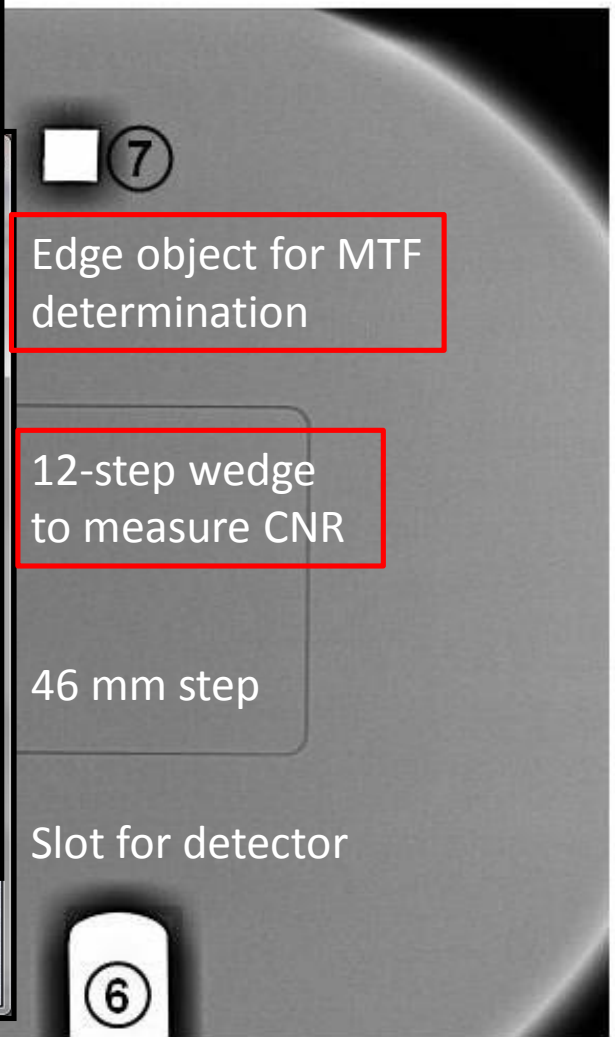 ⑦
Edge object for MTF
determination
12-step wedge
to measure CNR
46 mm step
Slot for detector
⑥